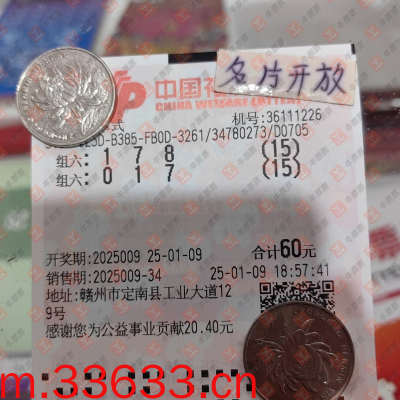 名片开放
中国福
CHINA WELFARE LOTTERY
式
机号:36111226
D-B385-FB0D-3261/34780273/D0705
组六: 1 7 8 (15)
组六: 0 1 7 (15)
开奖期:2025009 25-01-09 合计60元
销售期:2025009-34 25-01-09 18:57:41
地址:赣州市定南县工业大道12
9号
感谢您为公益事业贡献20.40元
m.33633.cn